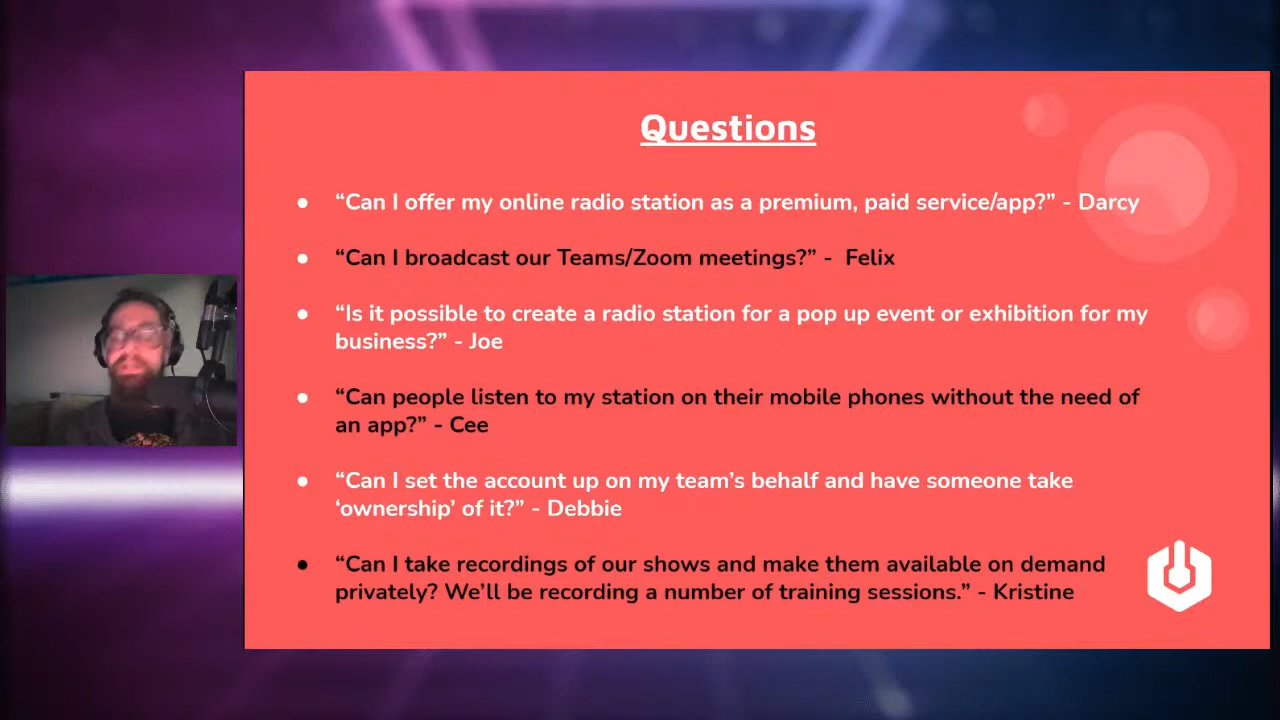 Questions
● “Can I offer my online radio station as a premium, paid service/app?” - Darcy
● “Can I broadcast our Teams/Zoom meetings?” -  Felix
● “Is it possible to create a radio station for a pop up event or exhibition for my
business?” - Joe
● “Can people listen to my station on their mobile phones without the need of
an app?” - Cee
● “Can I set the account up on my team’s behalf and have someone take
‘ownership’ of it?” - Debbie
● “Can I take recordings of our shows and make them available on demand
privately? We’ll be recording a number of training sessions.” - Kristine